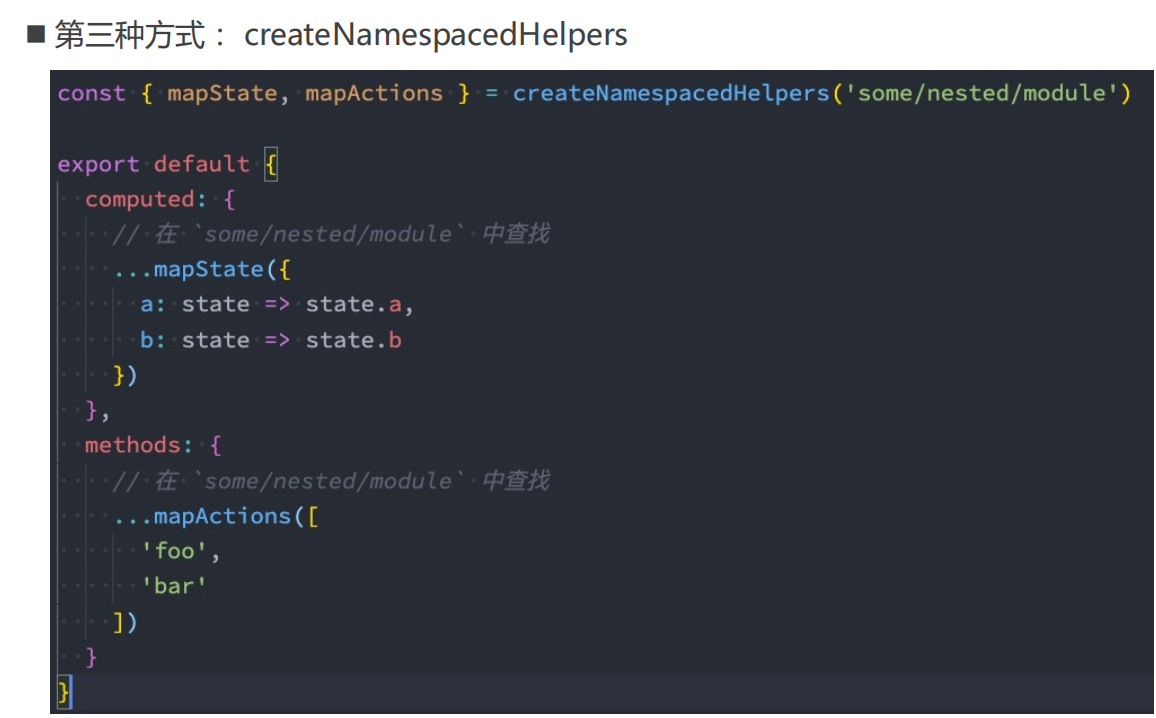 第三种方式： createNamespacedHelpers
const { mapState, mapActions } = createNamespacedHelpers('some/nested/module')
export default {
computed: {
// 在 `some/nested/module` 中查找
...mapState({
a: state => state.a,
b: state => state.b
})
},
methods: {
// 在 `some/nested/module` 中查找
...mapActions([
'foo',
'bar'
])
}
}